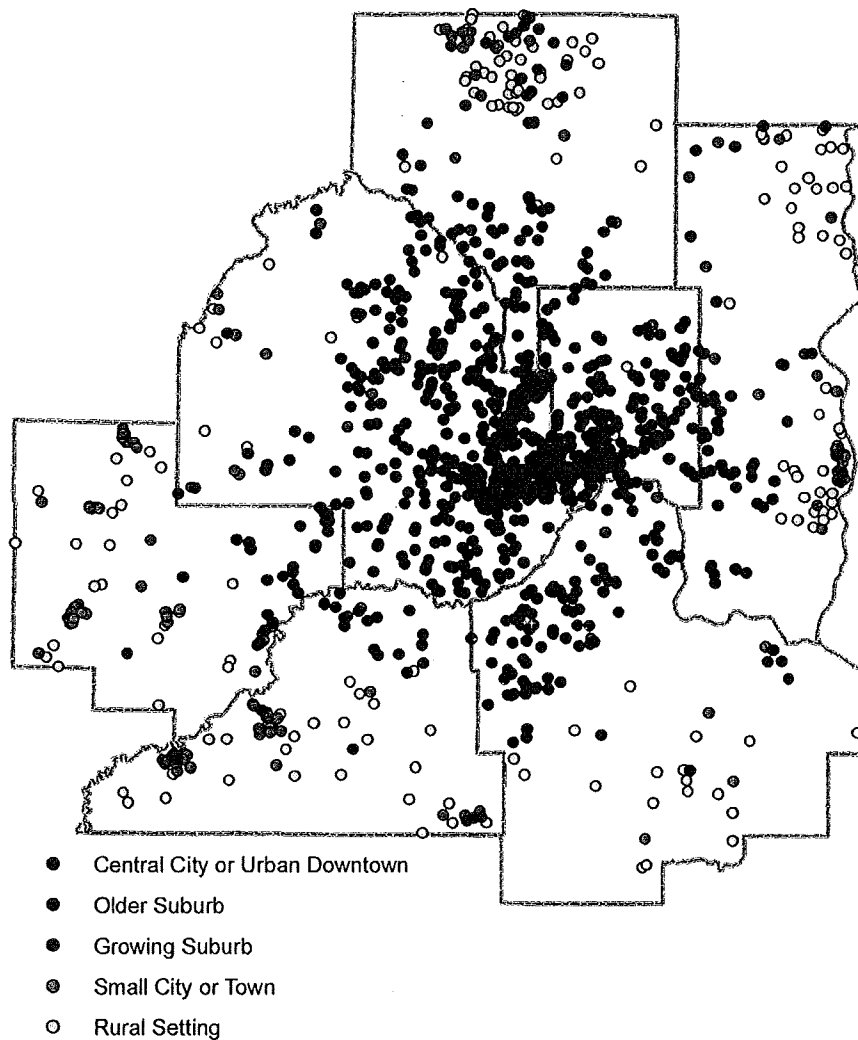 Central City or Urban Downtown
Older Suburb
Growing Suburb
Small City or Town
Rural Setting